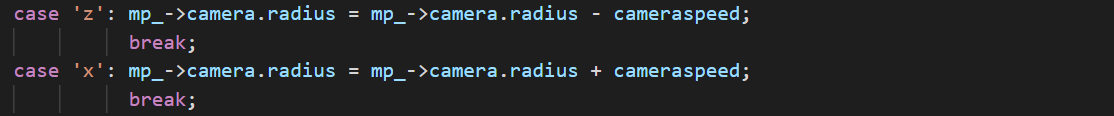 case 'z': mp_->camera.radius = mp_->camera.radius - cameraspeed;
break;
case 'x': mp_->camera.radius = mp_->camera.radius + cameraspeed;
break;